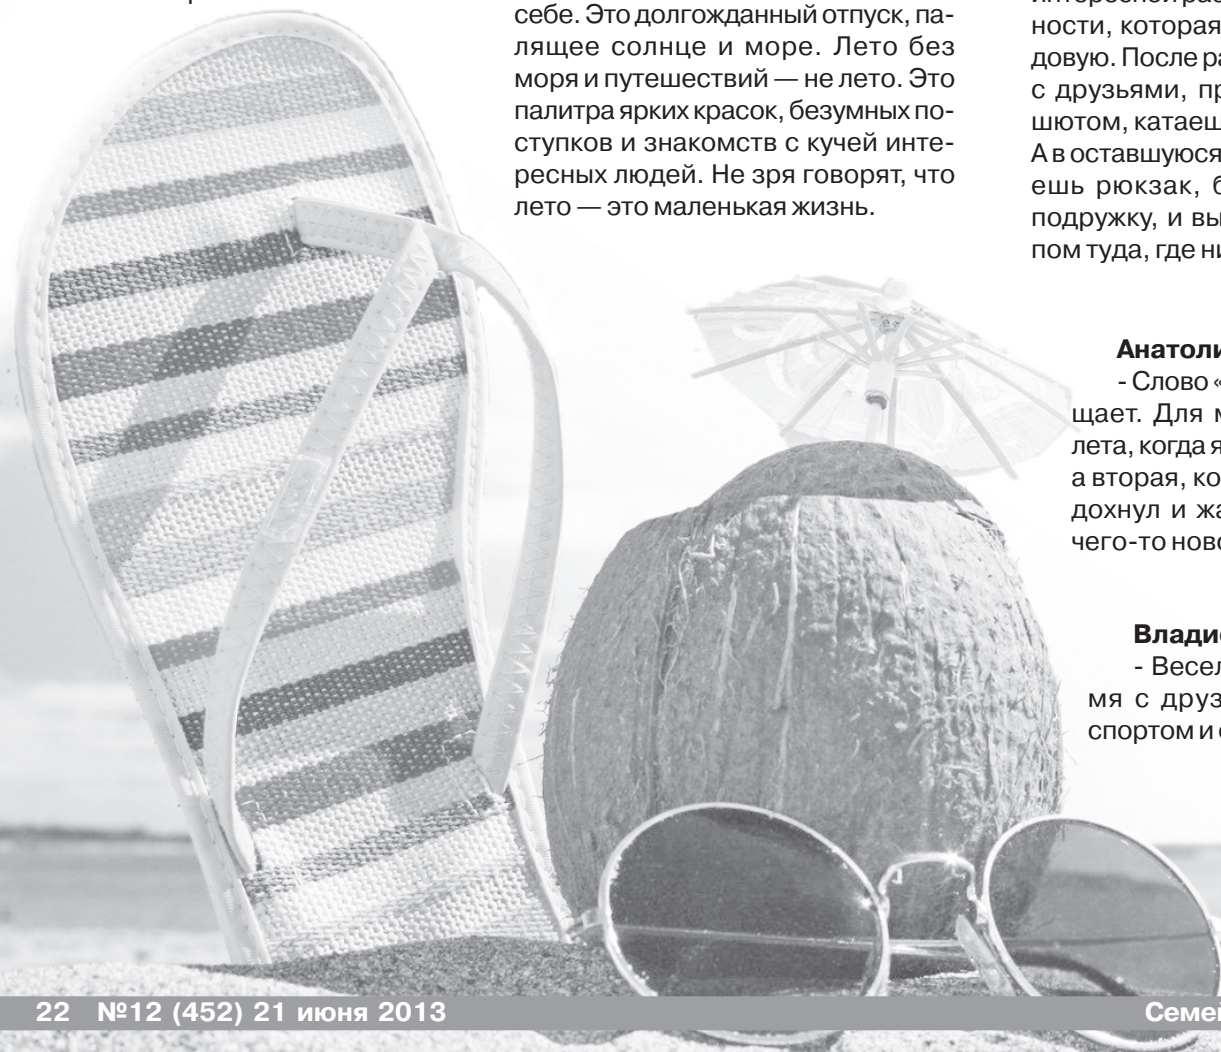 себе. Это долгожданный отпуск, па-
лящее солнце и море. Лето без
моря и путешествий — не лето. Это
палитра ярких красок, безумных по-
ступков и знакомств с кучей инте-
ресных людей. Не зря говорят, что
лето — это маленькая жизнь.
ности, которая
довую. После ра
с друзьями, пр
шютом, катаеш
А в оставшуюся
ешь рюкзак, б
подружку, и вы
пом туда, где ни
Анатоли
- Слово «
щает. Для м
лета, когда я
а вторая, ко
дохнул и жа
чего-то ново
Владис
- Весел
мя с друз
спортом и с
22 №12 (452) 21 июня 2013
Семей